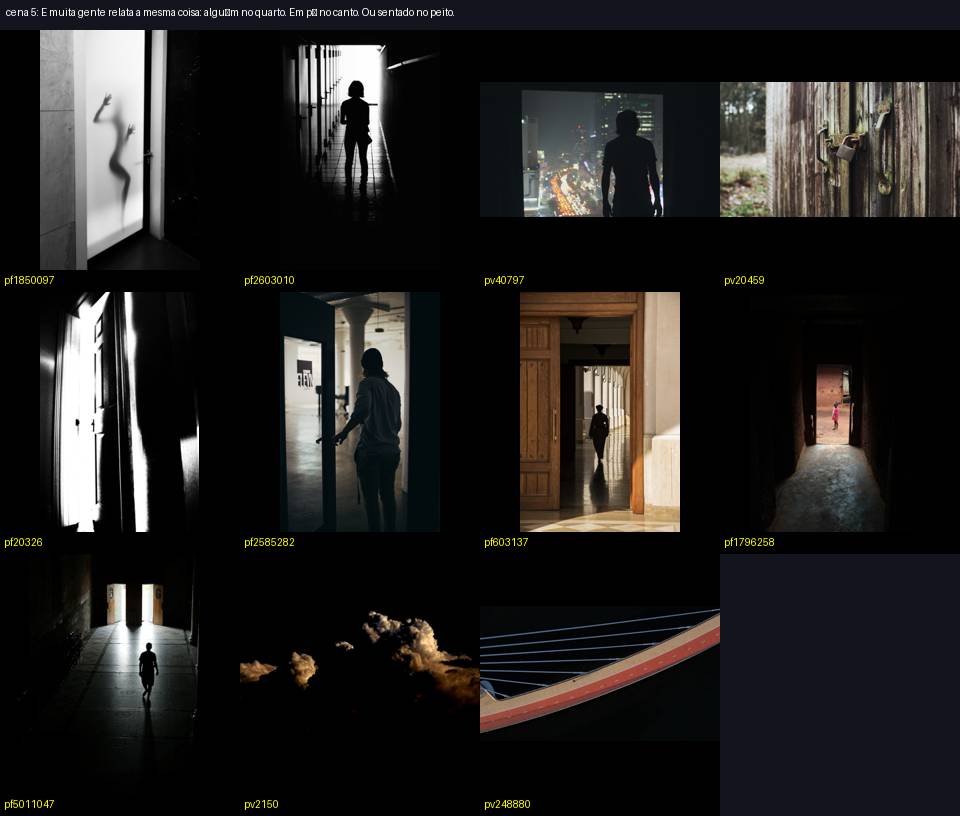 cena 5: E muita gente relata a mesma coisa: algu▯m no quarto. Em p▯ no canto. Ou sentado no peito.
pf1850097
pf2603010
pv40797
pv20459
pf20326
pf2585282
pf603137
pf1796258
pf5011047
pv2150
pv248880